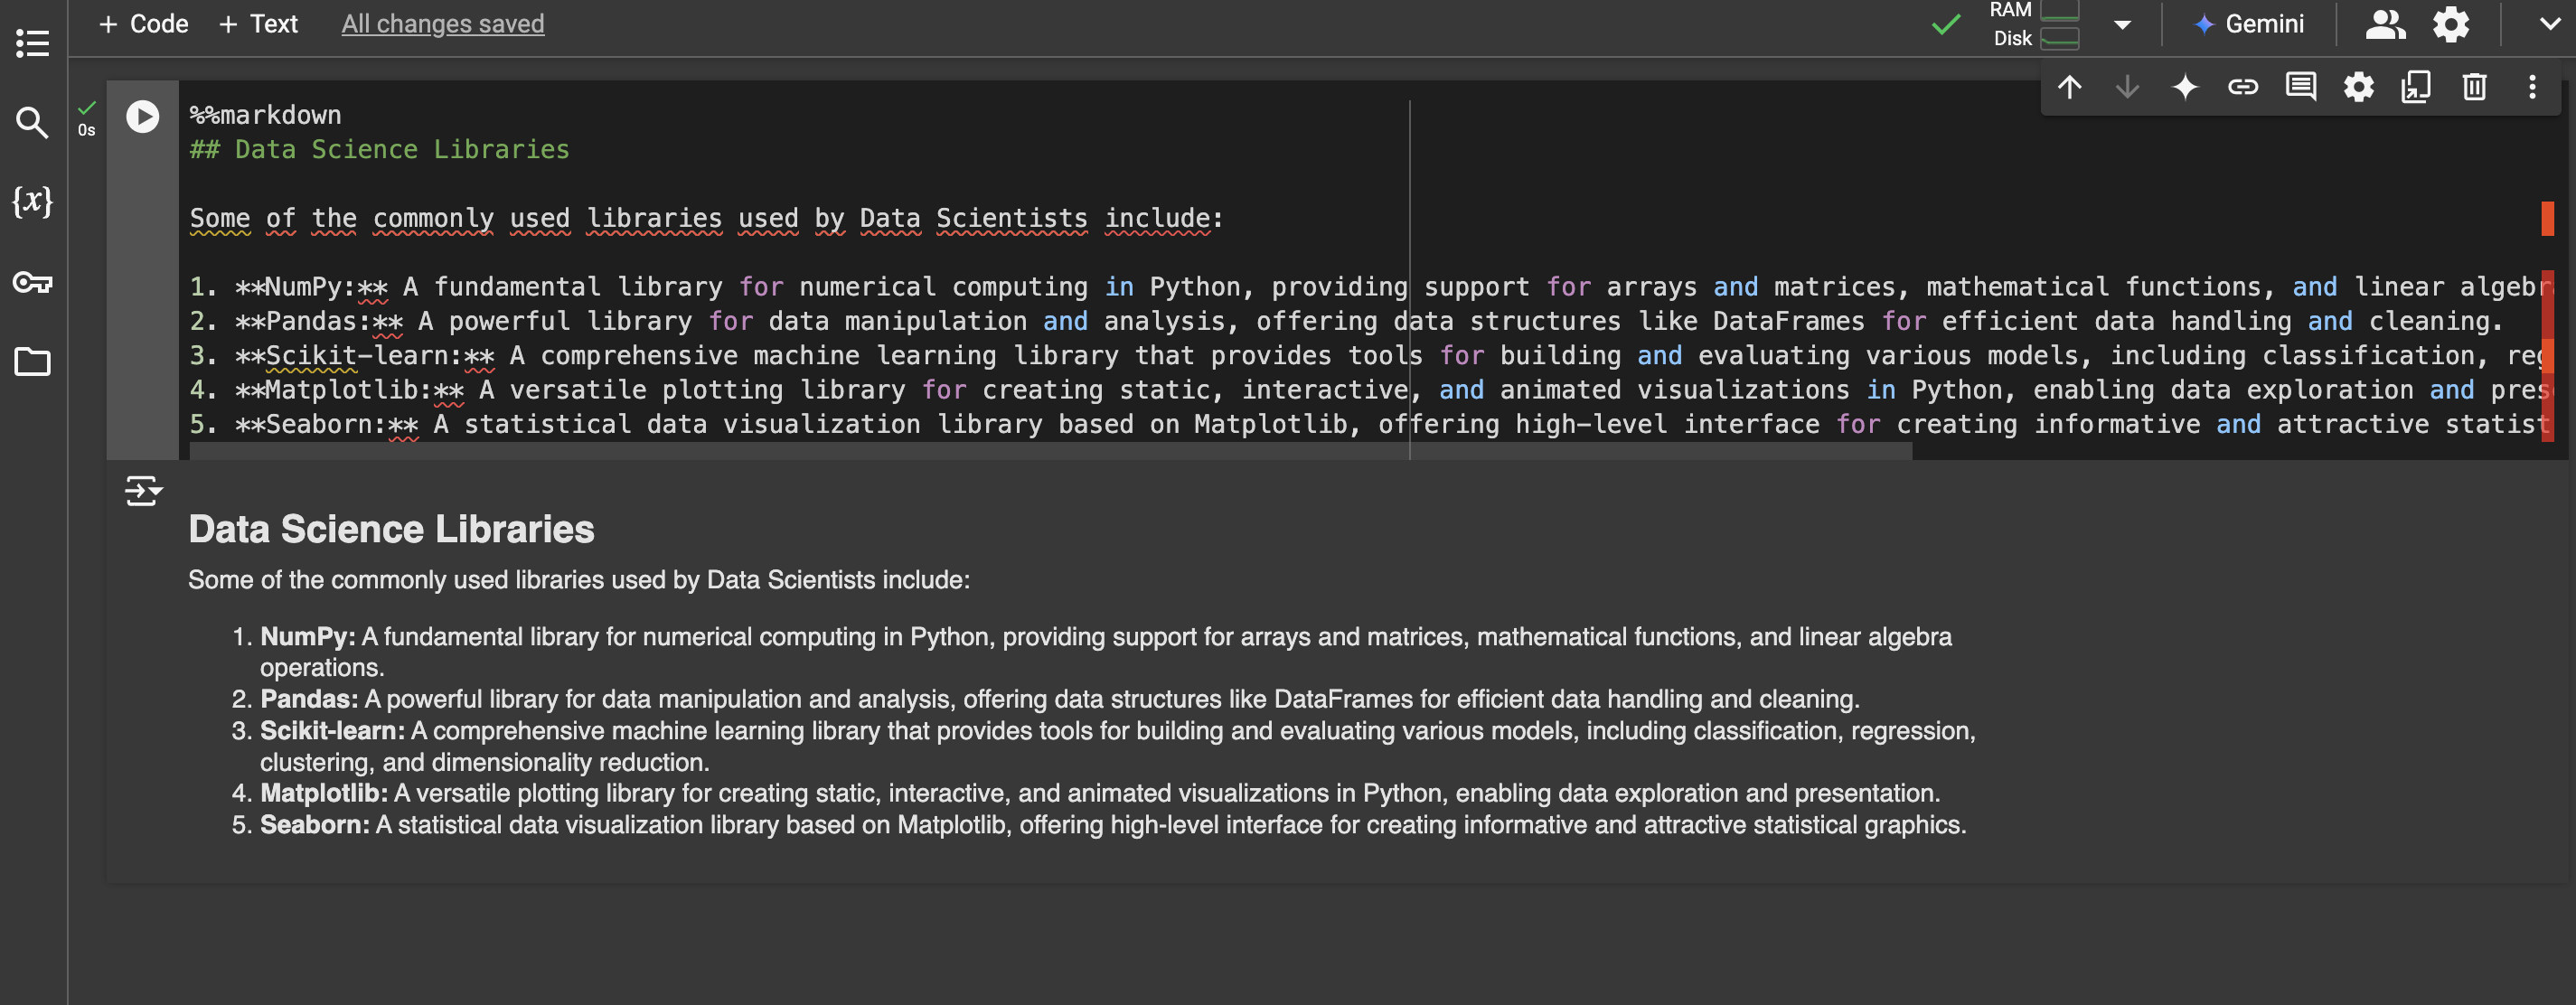 + Code + Text All changes saved
RAM
Disk
Gemini
{x}
0s
%%markdown
## Data Science Libraries
Some of the commonly used libraries used by Data Scientists include:
1. **NumPy:** A fundamental library for numerical computing in Python, providing support for arrays and matrices, mathematical functions, and linear algebr
2. **Pandas:** A powerful library for data manipulation and analysis, offering data structures like DataFrames for efficient data handling and cleaning.
3. **Scikit-learn:** A comprehensive machine learning library that provides tools for building and evaluating various models, including classification, reg
4. **Matplotlib:** A versatile plotting library for creating static, interactive, and animated visualizations in Python, enabling data exploration and pres
5. **Seaborn:** A statistical data visualization library based on Matplotlib, offering high-level interface for creating informative and attractive statist
Data Science Libraries
Some of the commonly used libraries used by Data Scientists include:
1. NumPy: A fundamental library for numerical computing in Python, providing support for arrays and matrices, mathematical functions, and linear algebra
operations.
2. Pandas: A powerful library for data manipulation and analysis, offering data structures like DataFrames for efficient data handling and cleaning.
3. Scikit-learn: A comprehensive machine learning library that provides tools for building and evaluating various models, including classification, regression,
clustering, and dimensionality reduction.
4. Matplotlib: A versatile plotting library for creating static, interactive, and animated visualizations in Python, enabling data exploration and presentation.
5. Seaborn: A statistical data visualization library based on Matplotlib, offering high-level interface for creating informative and attractive statistical graphics.